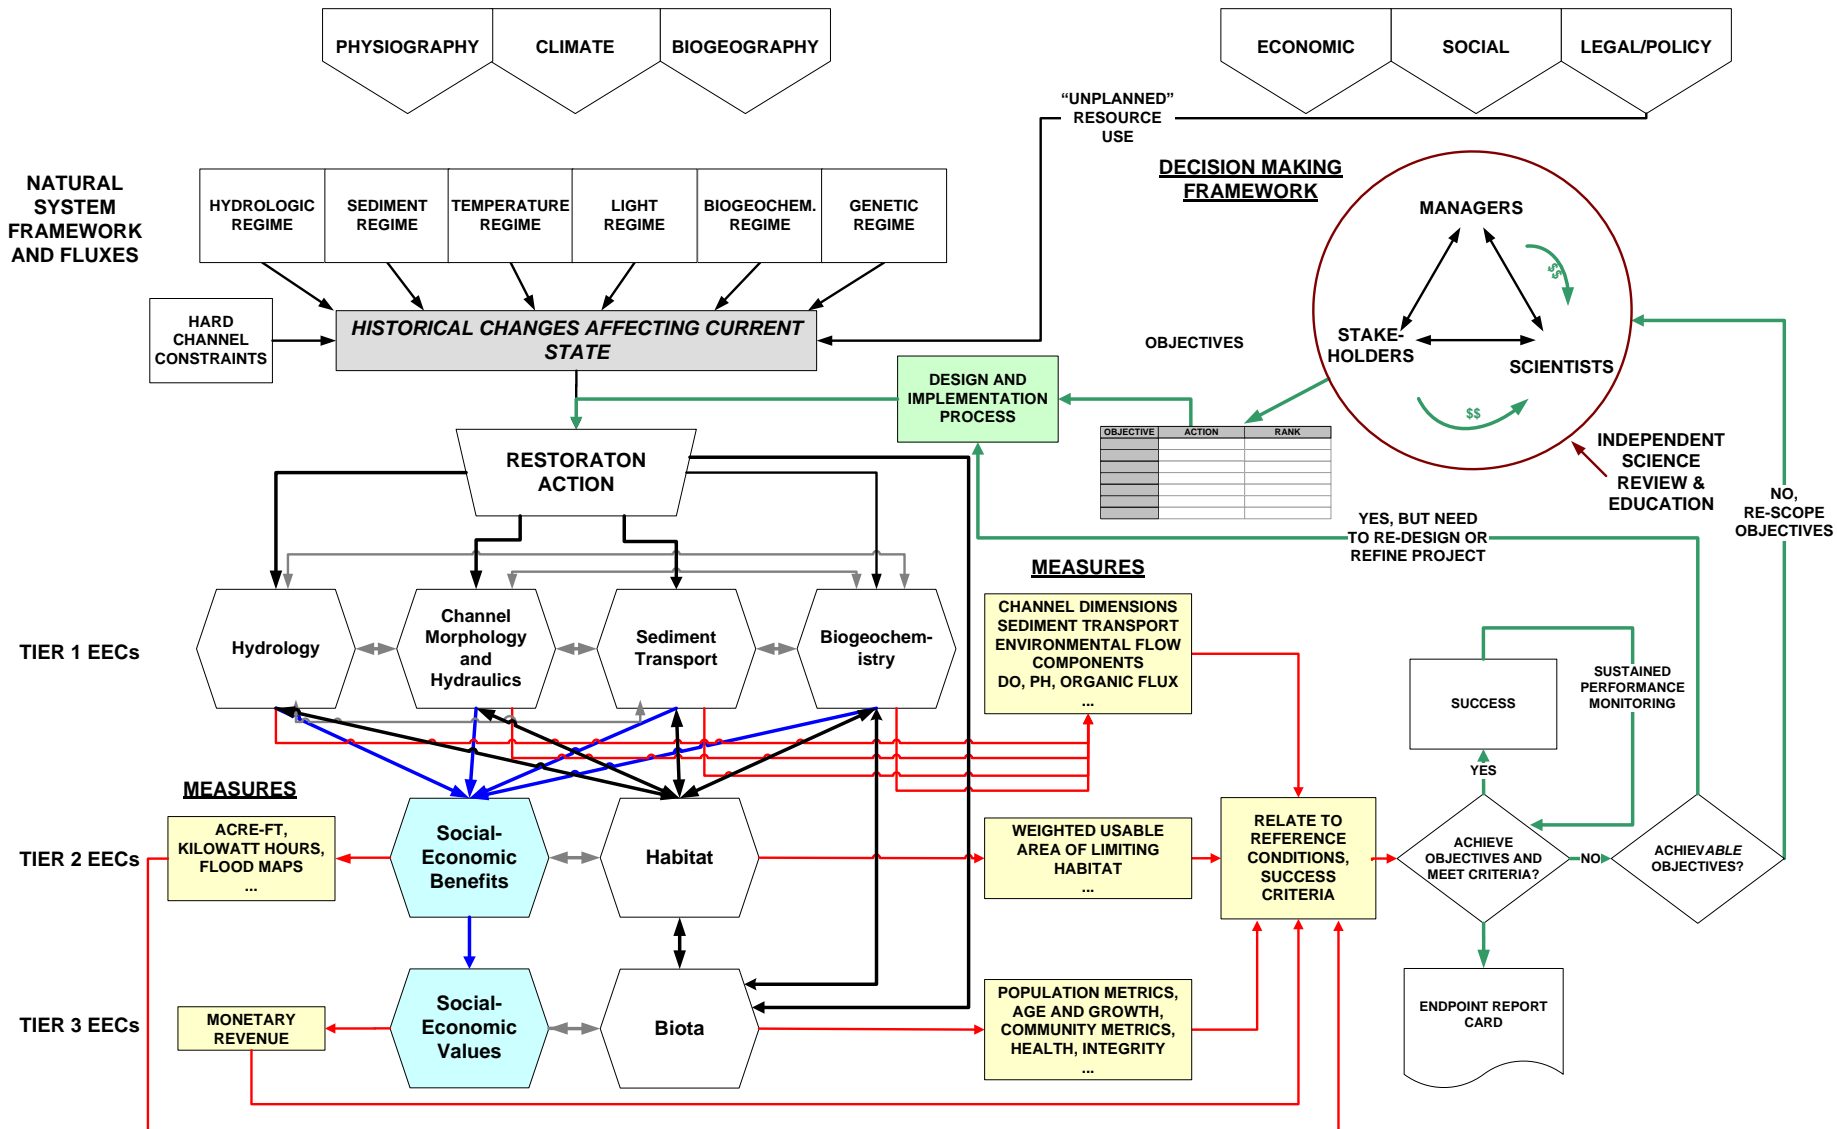 PHYSIOGRAPHY
CLIMATE
BIOGEOGRAPHY
ECONOMIC
SOCIAL
LEGAL/POLICY
“UNPLANNED”
RESOURCE
USE
NATURAL
SYSTEM
FRAMEWORK
AND FLUXES
HYDROLOGIC
REGIME
SEDIMENT
REGIME
TEMPERATURE
REGIME
LIGHT
REGIME
BIOGEOCHEM.
REGIME
GENETIC
REGIME
DECISION MAKING
FRAMEWORK
MANAGERS
$$
STAKE-
HOLDERS
SCIENTISTS
$$
HARD
CHANNEL
CONSTRAINTS
HISTORICAL CHANGES AFFECTING CURRENT
STATE
OBJECTIVES
DESIGN AND
IMPLEMENTATION
PROCESS
OBJECTIVE
ACTION
RANK
INDEPENDENT
SCIENCE
REVIEW &
EDUCATION
NO,
RE-SCOPE
OBJECTIVES
RESTORATON
ACTION
YES, BUT NEED
TO RE-DESIGN OR
REFINE PROJECT
MEASURES
TIER 1 EECs
Hydrology
Channel
Morphology
and
Hydraulics
Sediment
Transport
Biogeochem-
istry
CHANNEL DIMENSIONS
SEDIMENT TRANSPORT
ENVIRONMENTAL FLOW
COMPONENTS
DO, PH, ORGANIC FLUX
...
SUCCESS
SUSTAINED
PERFORMANCE
MONITORING
YES
MEASURES
TIER 2 EECs
ACRE-FT,
KILOWATT HOURS,
FLOOD MAPS
...
Social-
Economic
Benefits
Habitat
WEIGHTED USABLE
AREA OF LIMITING
HABITAT
...
RELATE TO
REFERENCE
CONDITIONS,
SUCCESS
CRITERIA
ACHIEVE
OBJECTIVES AND
MEET CRITERIA?
NO
ACHIEVABLE
OBJECTIVES?
TIER 3 EECs
MONETARY
REVENUE
Social-
Economic
Values
Biota
POPULATION METRICS,
AGE AND GROWTH,
COMMUNITY METRICS,
HEALTH, INTEGRITY
...
ENDPOINT REPORT
CARD